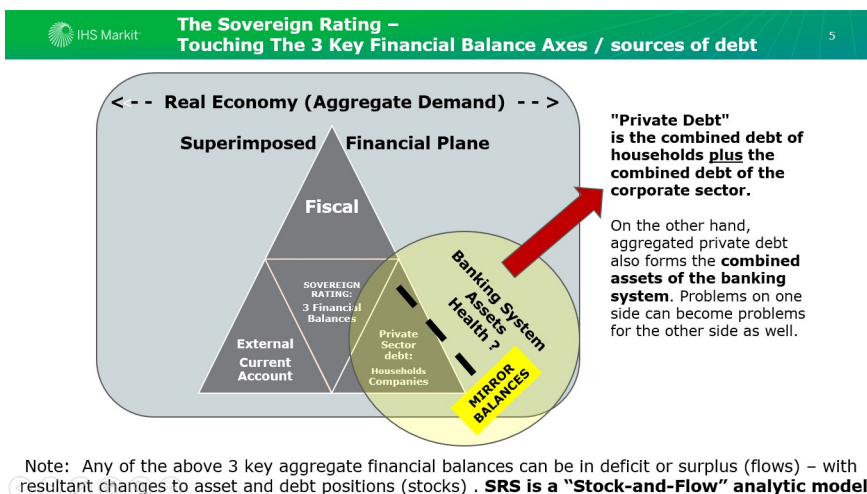 IHS Markit
The Sovereign Rating –
Touching The 3 Key Financial Balance Axes / sources of debt
5
<-- Real Economy (Aggregate Demand) -->
Superimposed Financial Plane
Fiscal
SOVEREIGN
RATING:
3 Financial
Balances
External
Current
Account
Private
Sector
debt:
Households
Companies
Banking System
Assets
Health ?
MIRROR
BALANCES
"Private Debt"
is the combined debt of
households plus the
combined debt of the
corporate sector.
On the other hand,
aggregated private debt
also forms the combined
assets of the banking
system. Problems on one
side can become problems
for the other side as well.
Note: Any of the above 3 key aggregate financial balances can be in deficit or surplus (flows) – with
resultant changes to asset and debt positions (stocks) . SRS is a “Stock-and-Flow” analytic model